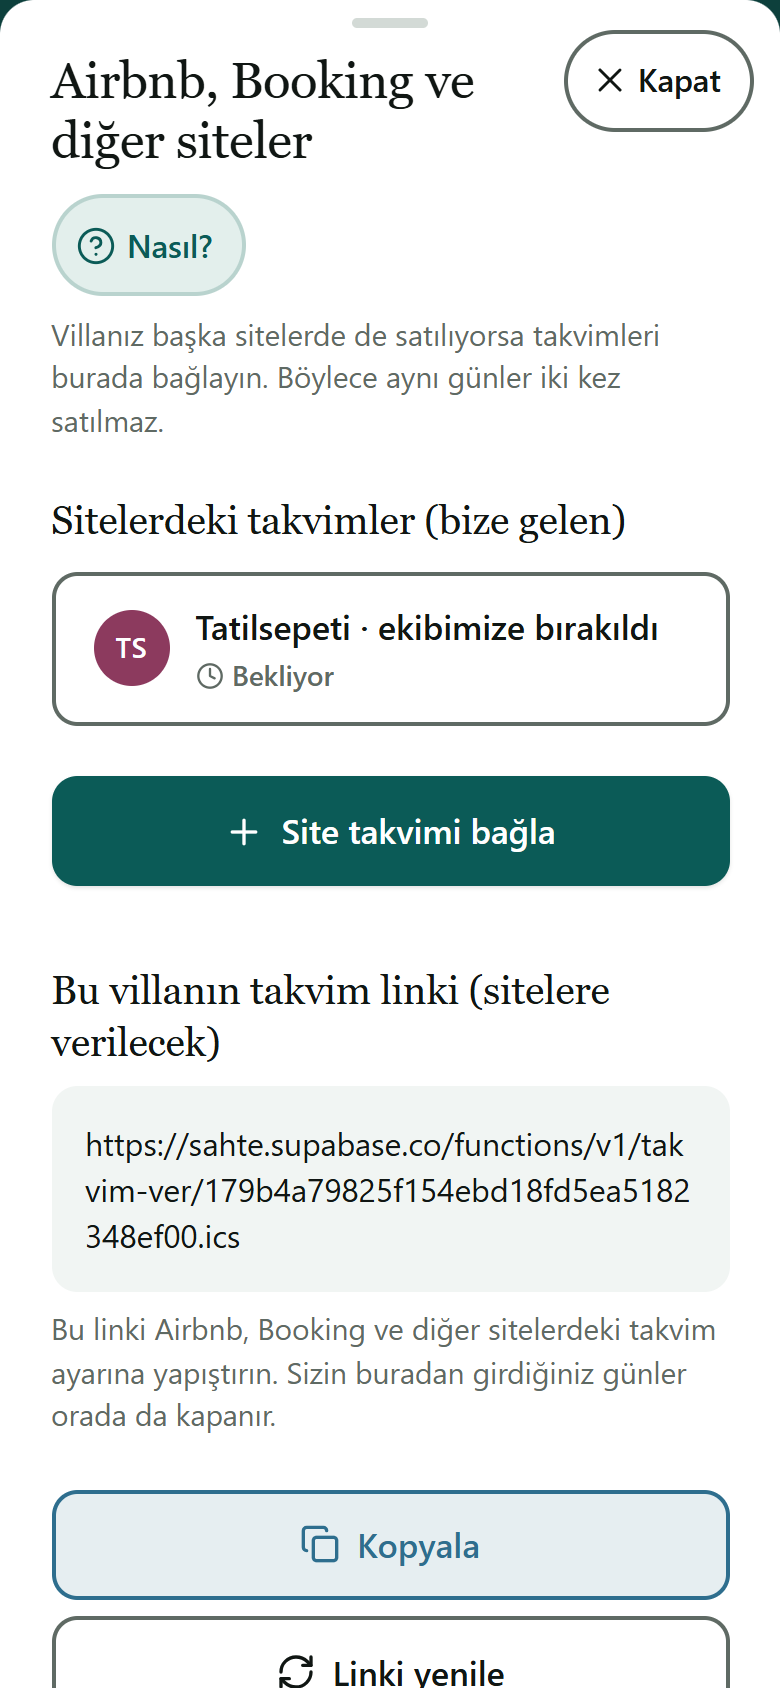 Airbnb, Booking ve
diğer siteler
Kapat
Nasıl?
Villanız başka sitelerde de satılıyorsa takvimleri
burada bağlayın. Böylece aynı günler iki kez
satılmaz.
Sitelerdeki takvimler (bize gelen)
TS
Tatilsepeti · ekibimize bırakıldı
Bekliyor
Site takvimi bağla
Bu villanın takvim linki (sitelere
verilecek)
https://sahte.supabase.co/functions/v1/tak
vim-ver/179b4a79825f154ebd18fd5ea5182
348ef00.ics
Bu linki Airbnb, Booking ve diğer sitelerdeki takvim
ayarına yapıştırın. Sizin buradan girdiğiniz günler
orada da kapanır.
Kopyala
Linki yenile